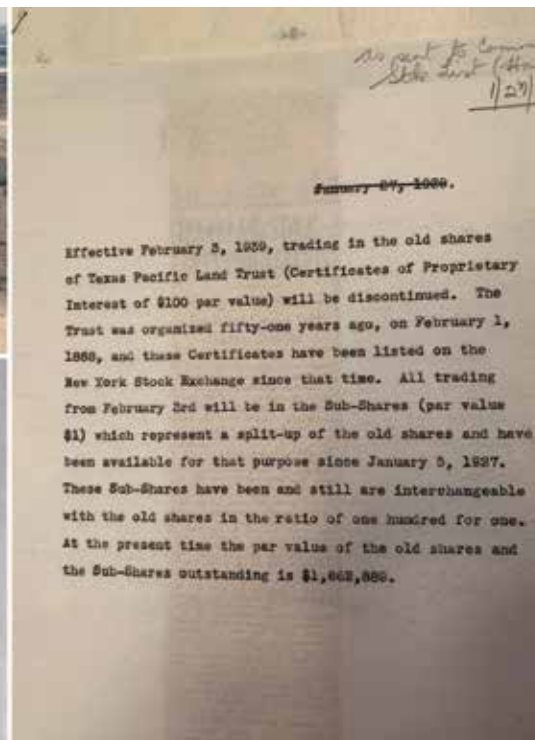 as sent to
1/27/
January 27, 1939.
Effective February 3, 1939, trading in the old shares
of Texas Pacific Land Trust (Certificates of Proprietary
Interest of $100 par value) will be discontinued. The
Trust was organized fifty-one years ago, on February 1,
1888, and these Certificates have been listed on the
New York Stock Exchange since that time. All trading
from February 3rd will be in the Sub-Shares (par value
$1) which represent a split-up of the old shares and have
been available for that purpose since January 3, 1927.
These Sub-Shares have been and still are interchangeable
with the old shares in the ratio of one hundred for one.
At the present time the par value of the old shares and
the Sub-Shares outstanding is